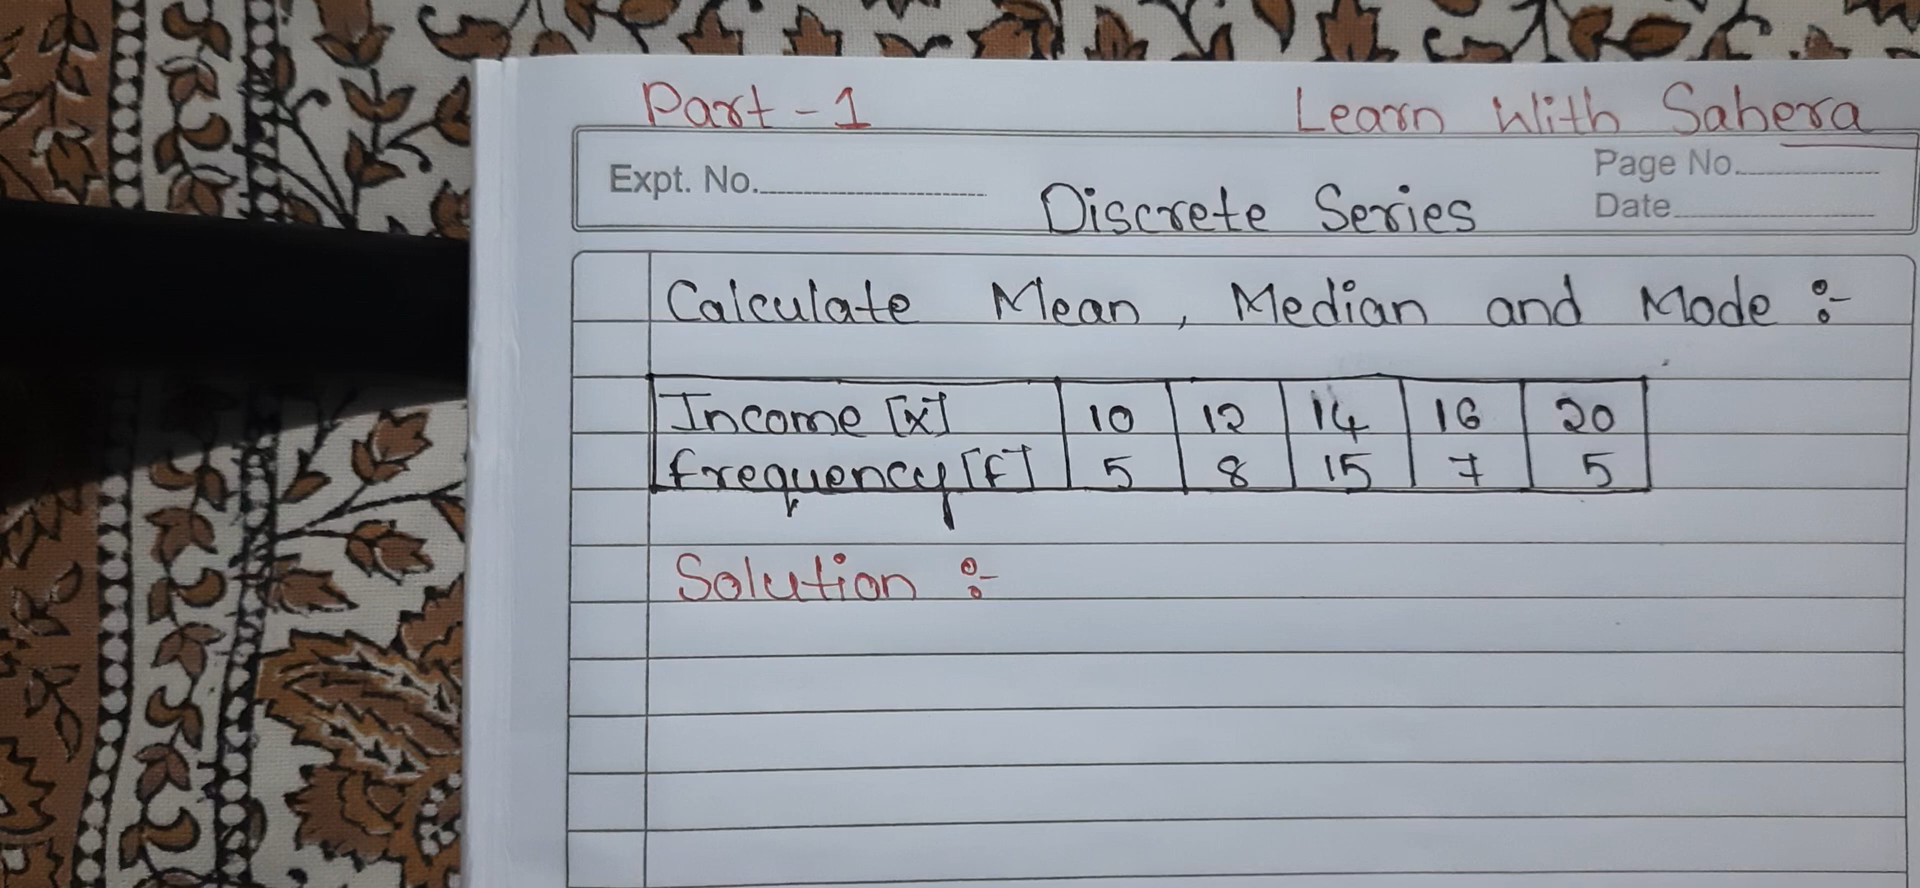 Part - 1 Learn With Sahera
Expt. No. Page No.
Discrete Series Date
Calculate Mean, Median and Mode :-
Income [x] 10 12 14 16 20
frequency [f] 5 8 15 7 5
Solution :-